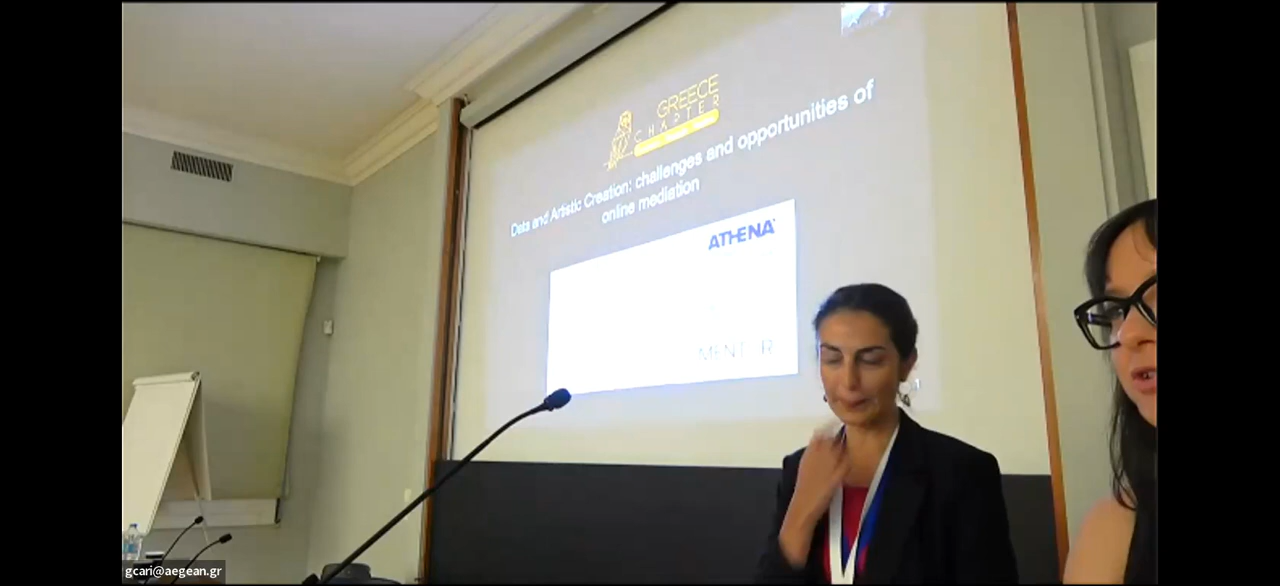 GREECE
CHAPTER
Data and Artistic Creation: challenges and opportunities of
online mediation
ATHENA
gcari@aegean.gr